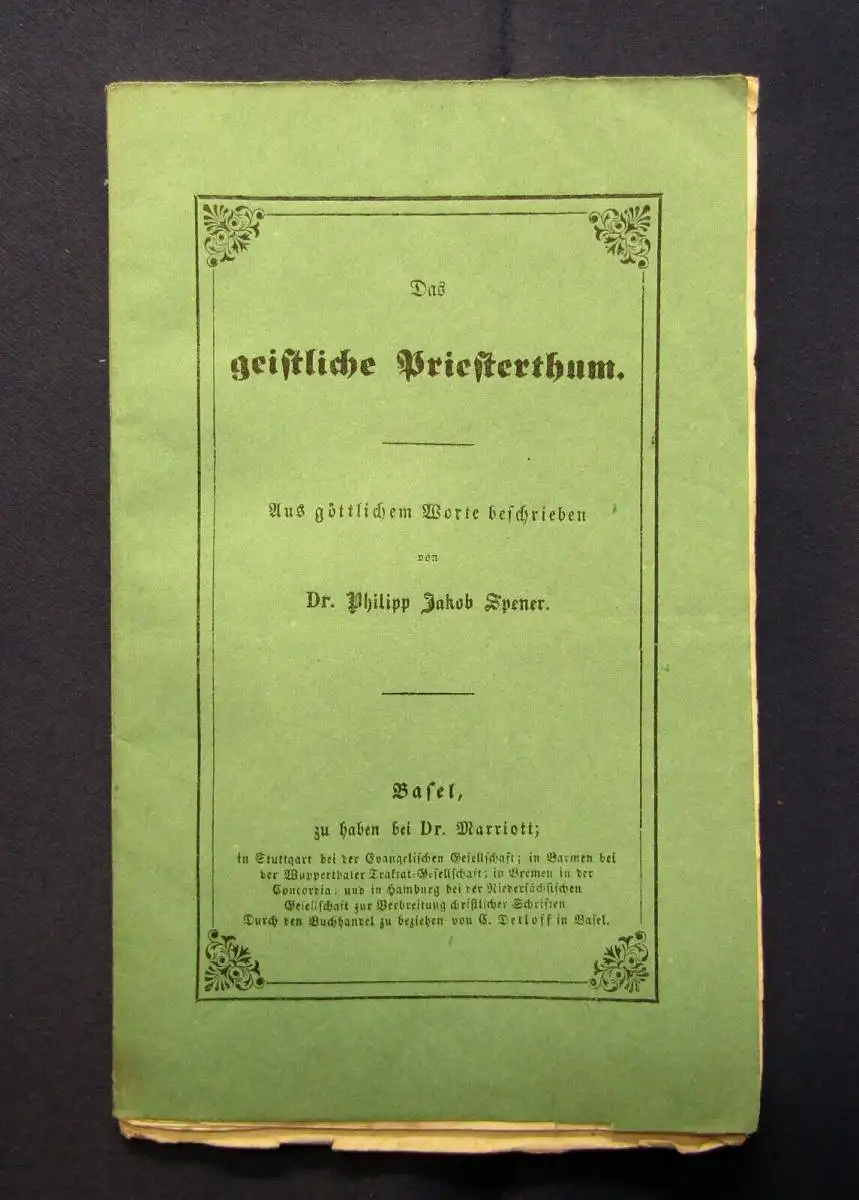 Das
geistliche Priesterthum.
Aus göttlichem Worte beschrieben
von
Dr. Philipp Jakob Spener.
Basel,
zu haben bei Dr. Marriott;
in Stuttgart bei der Evangelischen Gesellschaft; in Barmen bei
der Wupperthaler Traktat-Gesellschaft; in Bremen in der
Concordia, und in Hamburg bei der Niedersächsischen
Gesellschaft zur Verbreitung christlicher Schriften
Durch den Buchhandel zu beziehen von C. Detloff in Basel.